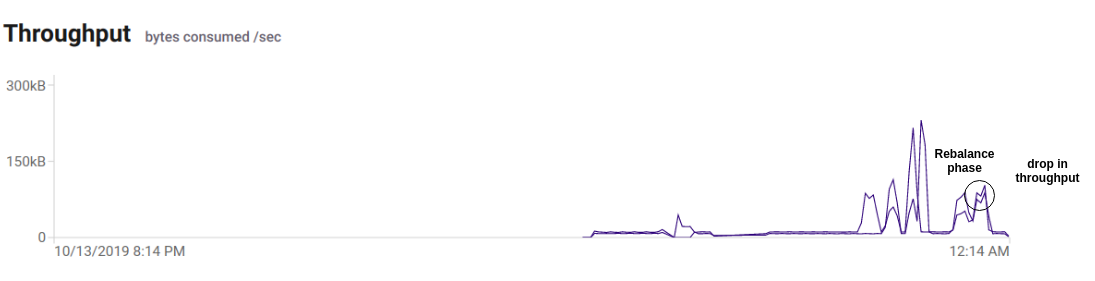 Throughput bytes consumed /sec
300kB
150kB
Rebalance
phase
drop in
throughput
0
10/13/2019 8:14 PM
12:14 AM